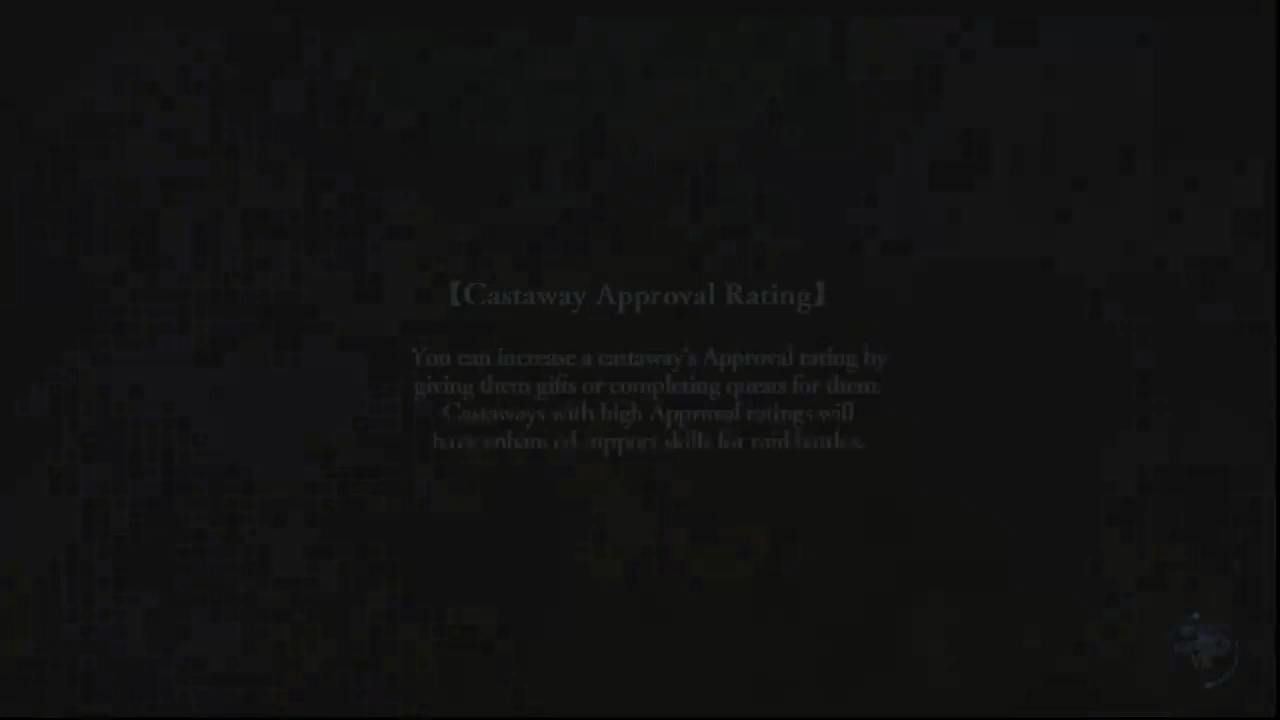 【Castaway Approval Rating】
You can increase a castaway's Approval rating by
giving them gifts or completing quests for them.
Castaways with high Approval ratings will
have enhanced support skills for raid battles.